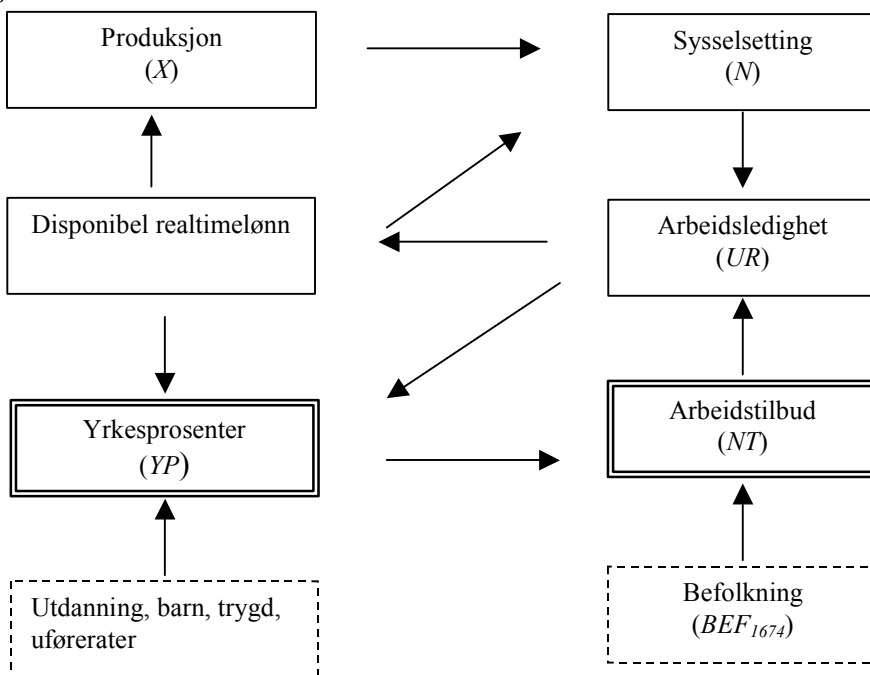 Produksjon
(X)
Sysselsetting
(N)
Disponibel realtimelønn
Arbeidsledighet
(UR)
Yrkesprosenter
(YP)
Arbeidstilbud
(NT)
Utdanning, barn, trygd,
uførerater
Befolkning
(BEF1674)